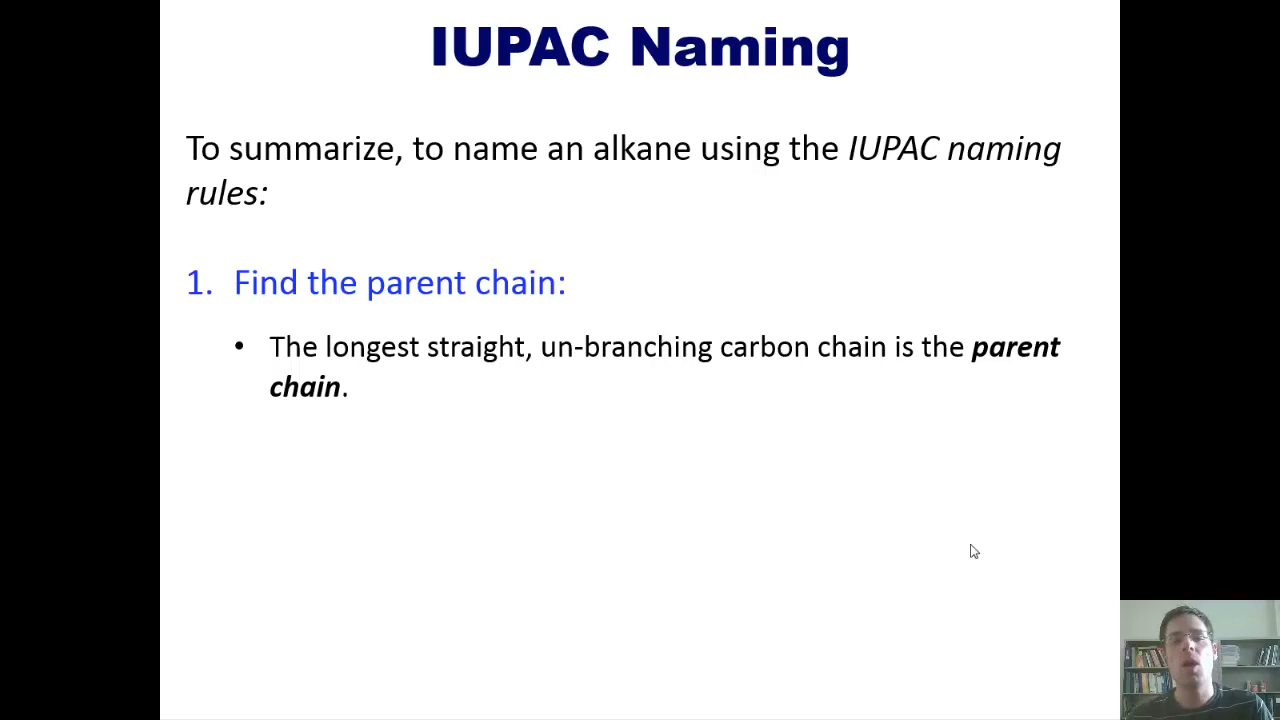 IUPAC Naming
To summarize, to name an alkane using the IUPAC naming
rules:
1. Find the parent chain:
• The longest straight, un-branching carbon chain is the parent
chain.